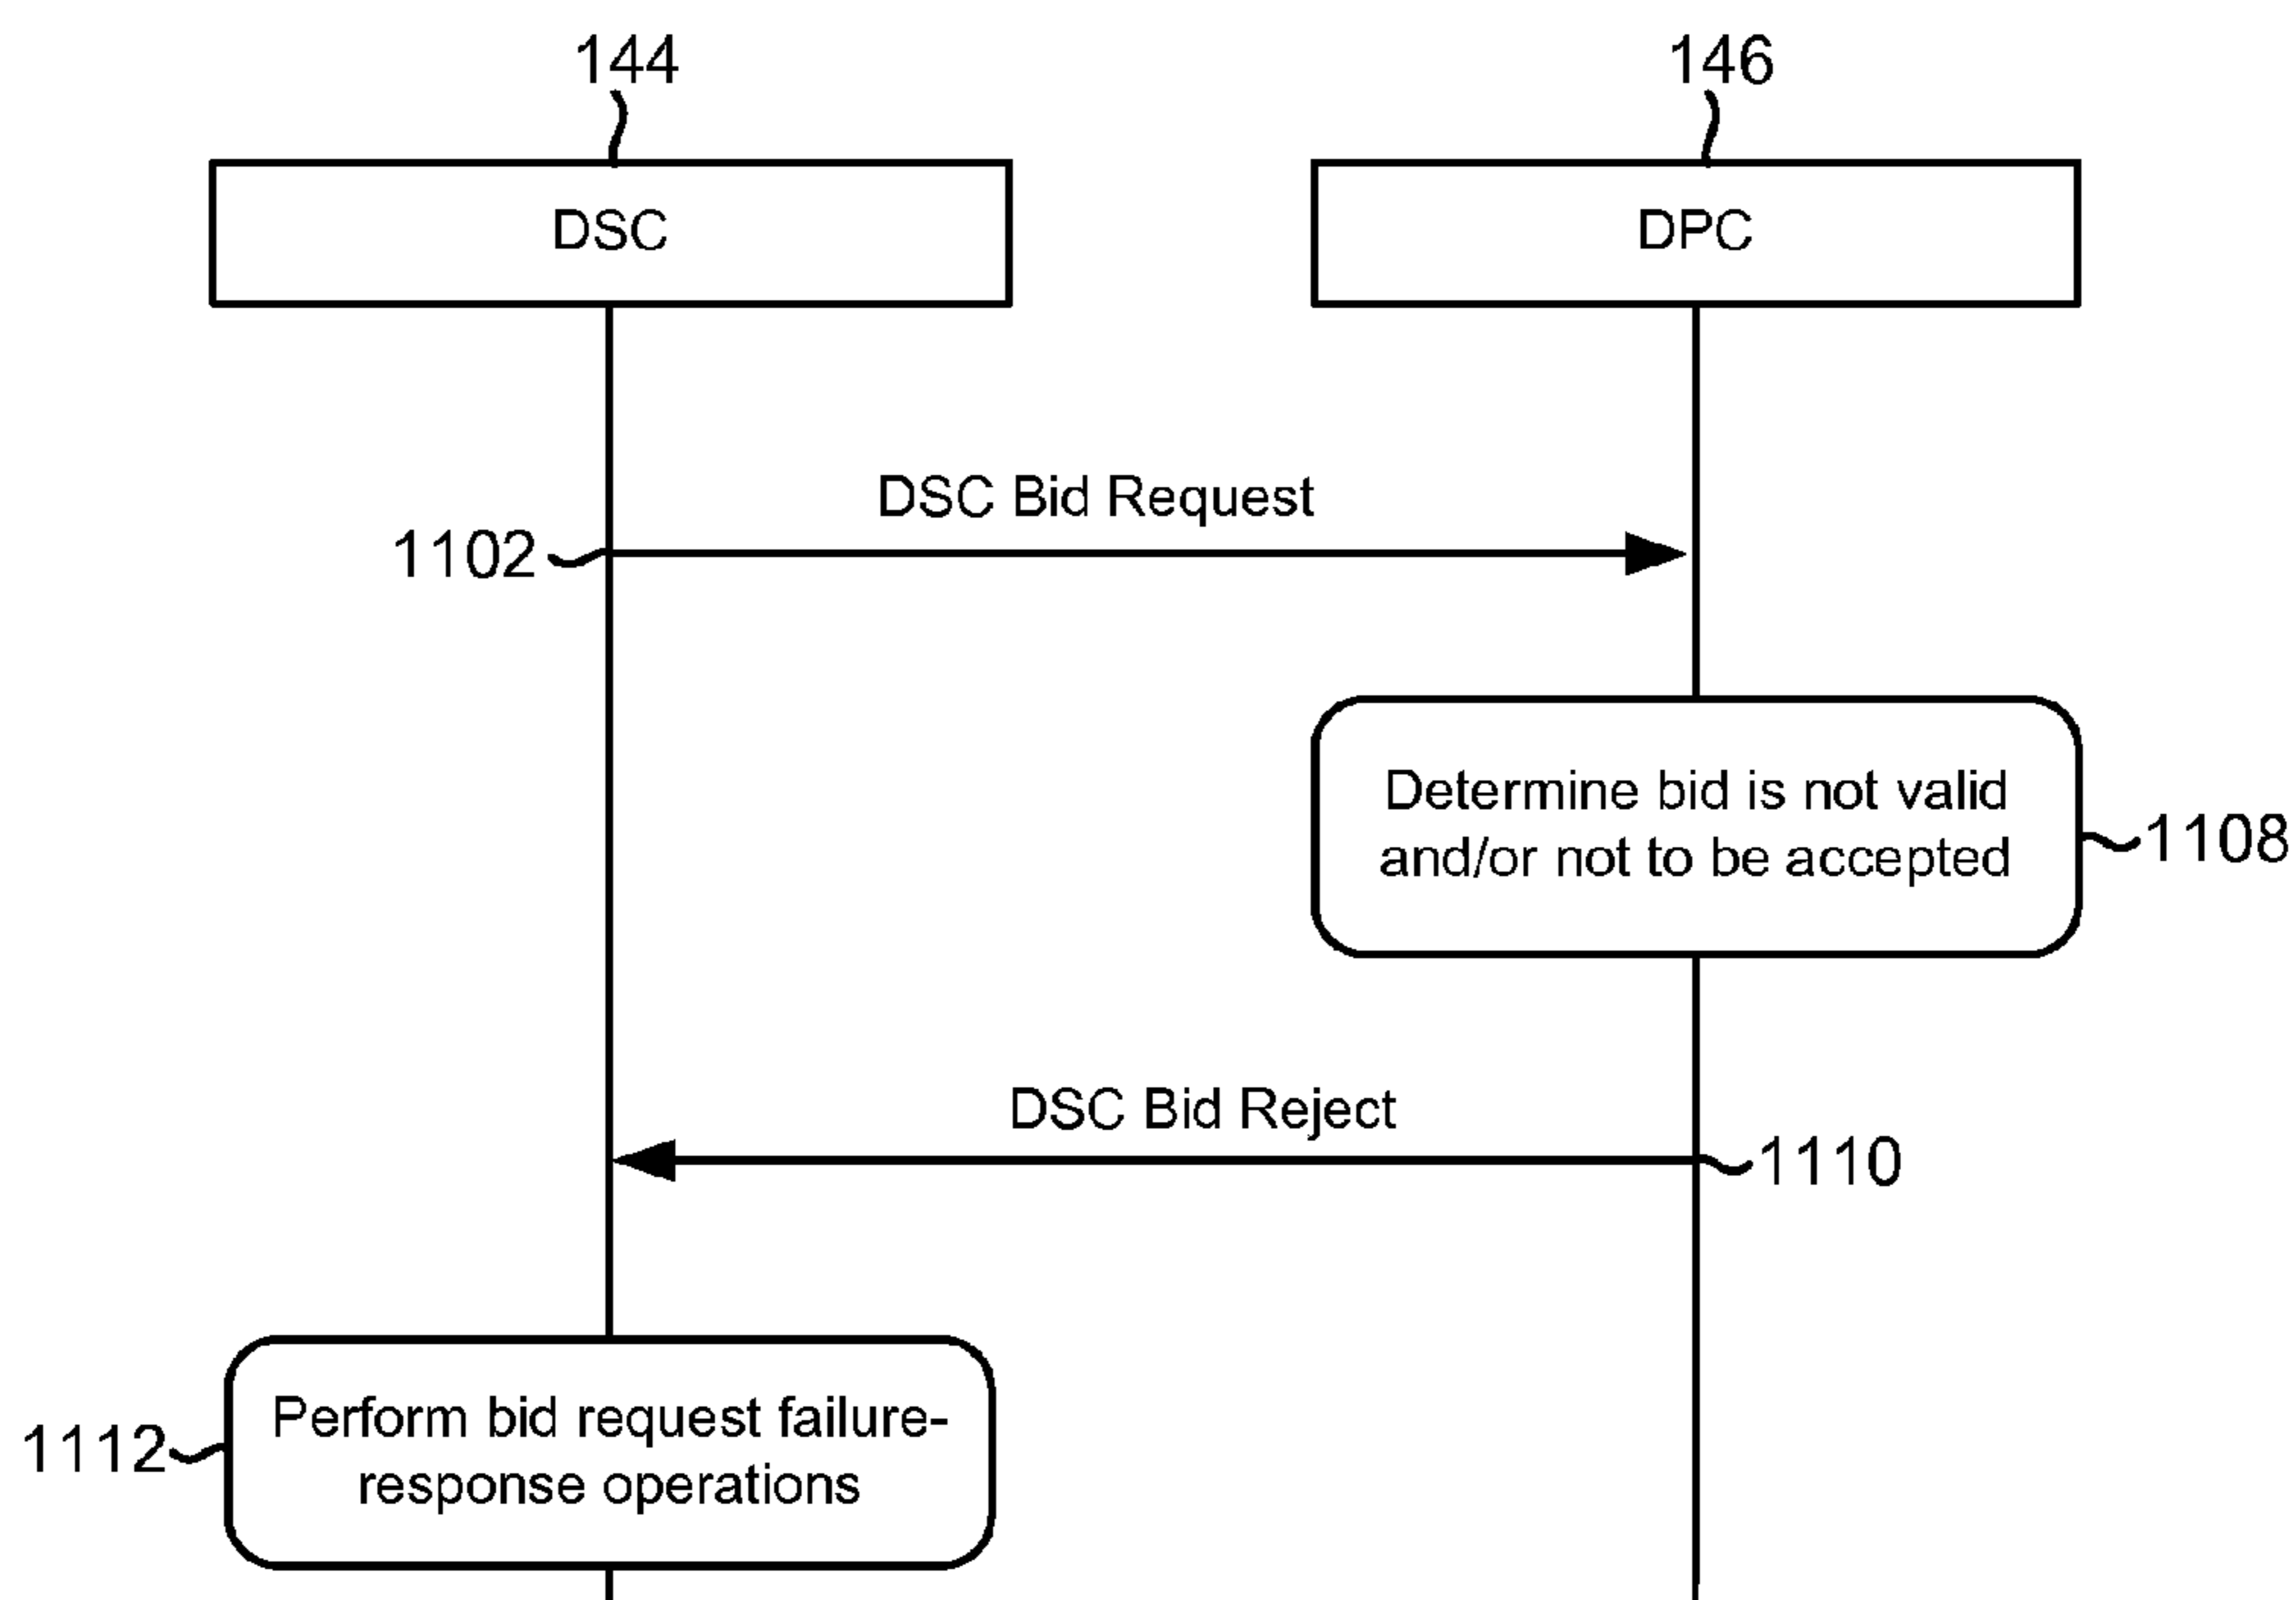 144
146
DSC
DPC
DSC Bid Request
1102
Determine bid is not valid
and/or not to be accepted
1108
DSC Bid Reject
1110
Perform bid request failure-
response operations
1112